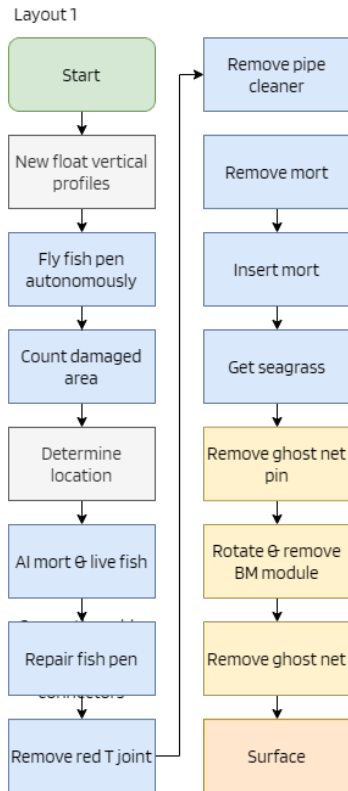 Layout 1
Start
New float vertical
profiles
Fly fish pen
autonomously
Count damaged
area
Determine
location
AI mort & live fish
Repair fish pen
connectors
Remove red T joint
Remove pipe
cleaner
Remove mort
Insert mort
Get seagrass
Remove ghost net
pin
Rotate & remove
BM module
Remove ghost net
Surface